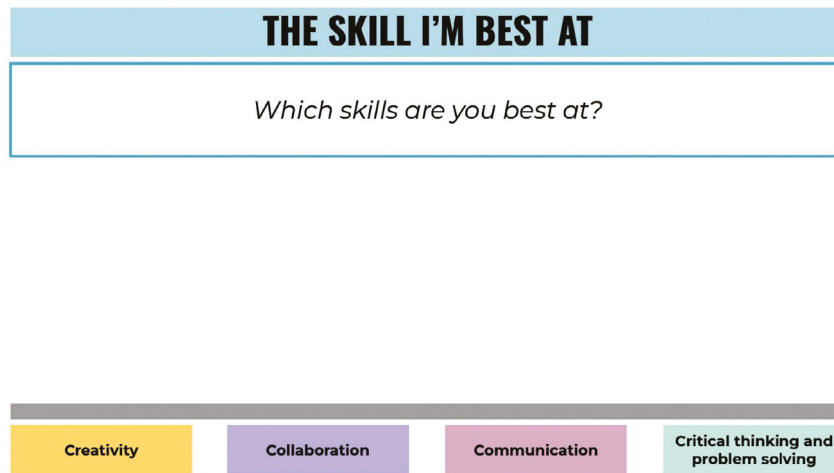 THE SKILL I'M BEST AT
Which skills are you best at?
Creativity
Collaboration
Communication
Critical thinking and
problem solving